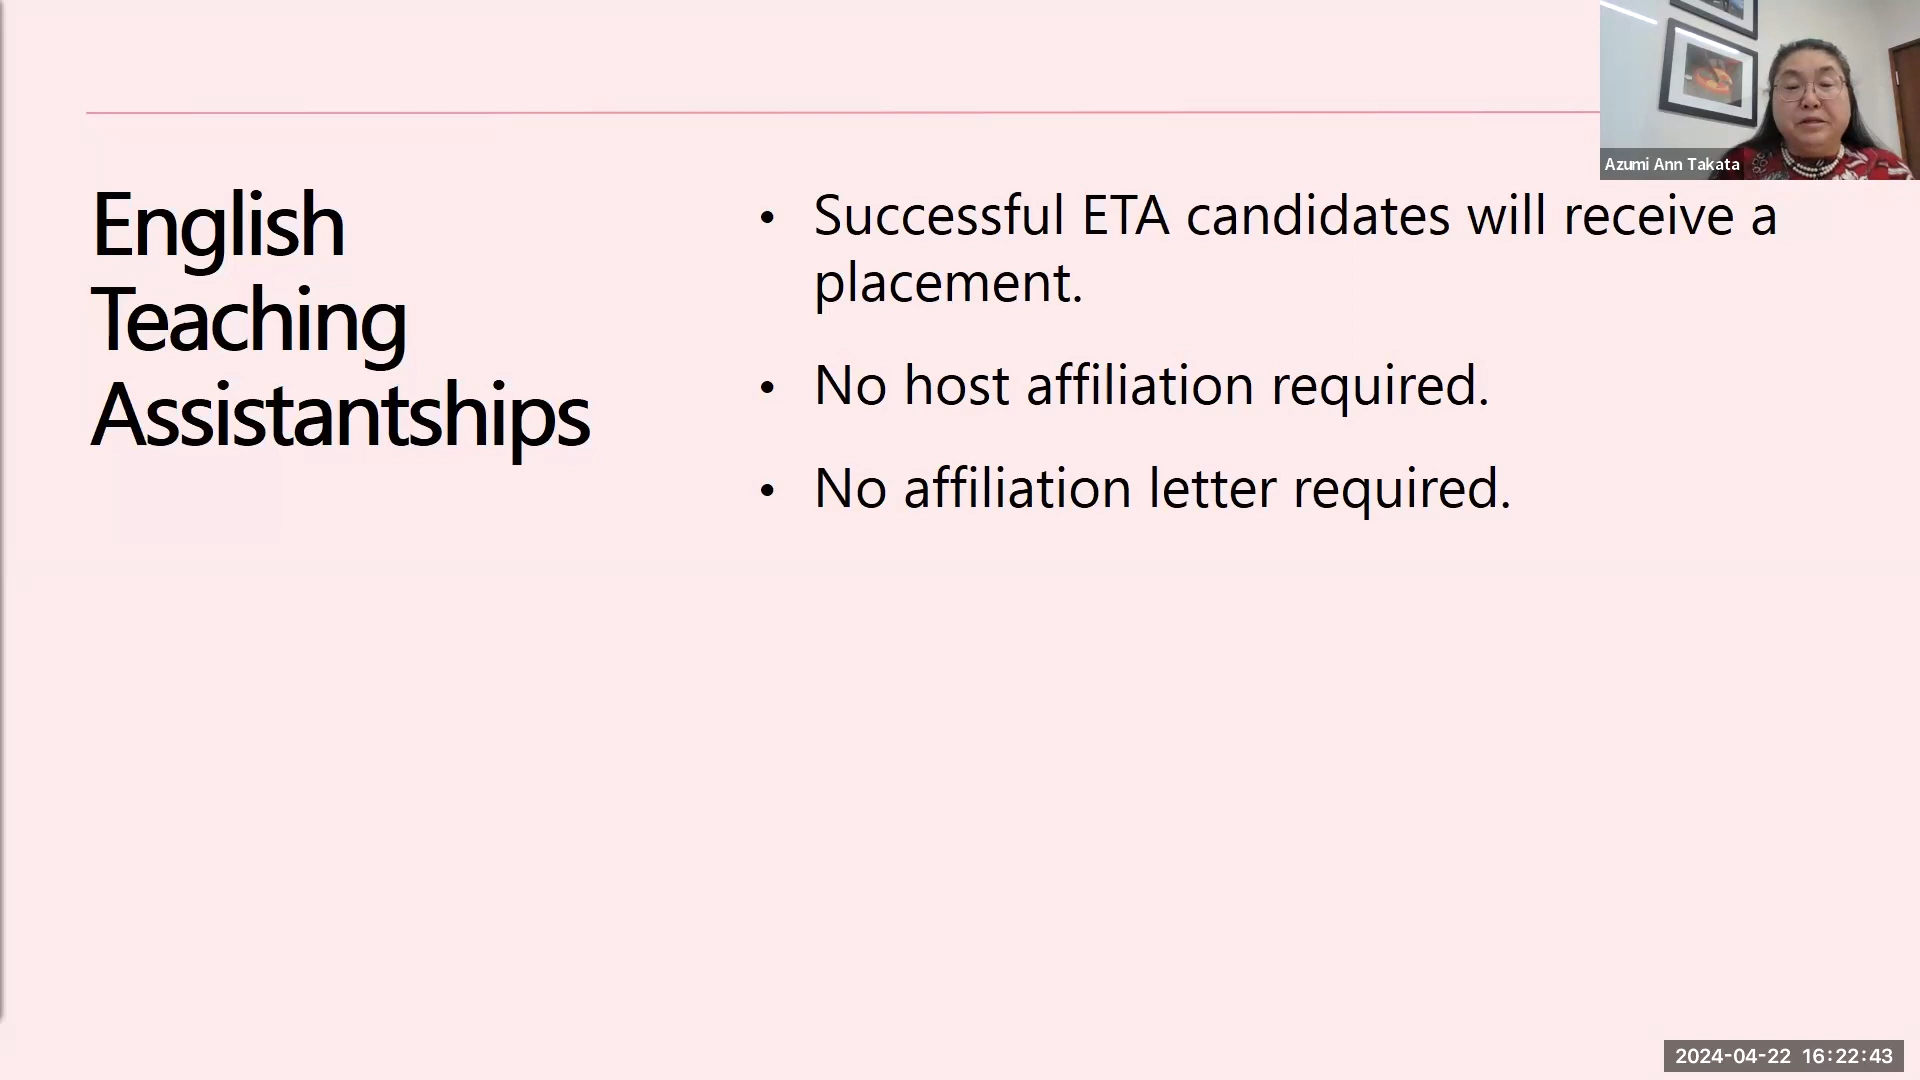 English
Teaching
Assistantships
• Successful ETA candidates will receive a
placement.
• No host affiliation required.
• No affiliation letter required.
Azumi Ann Takata
2024-04-22 16:22:43